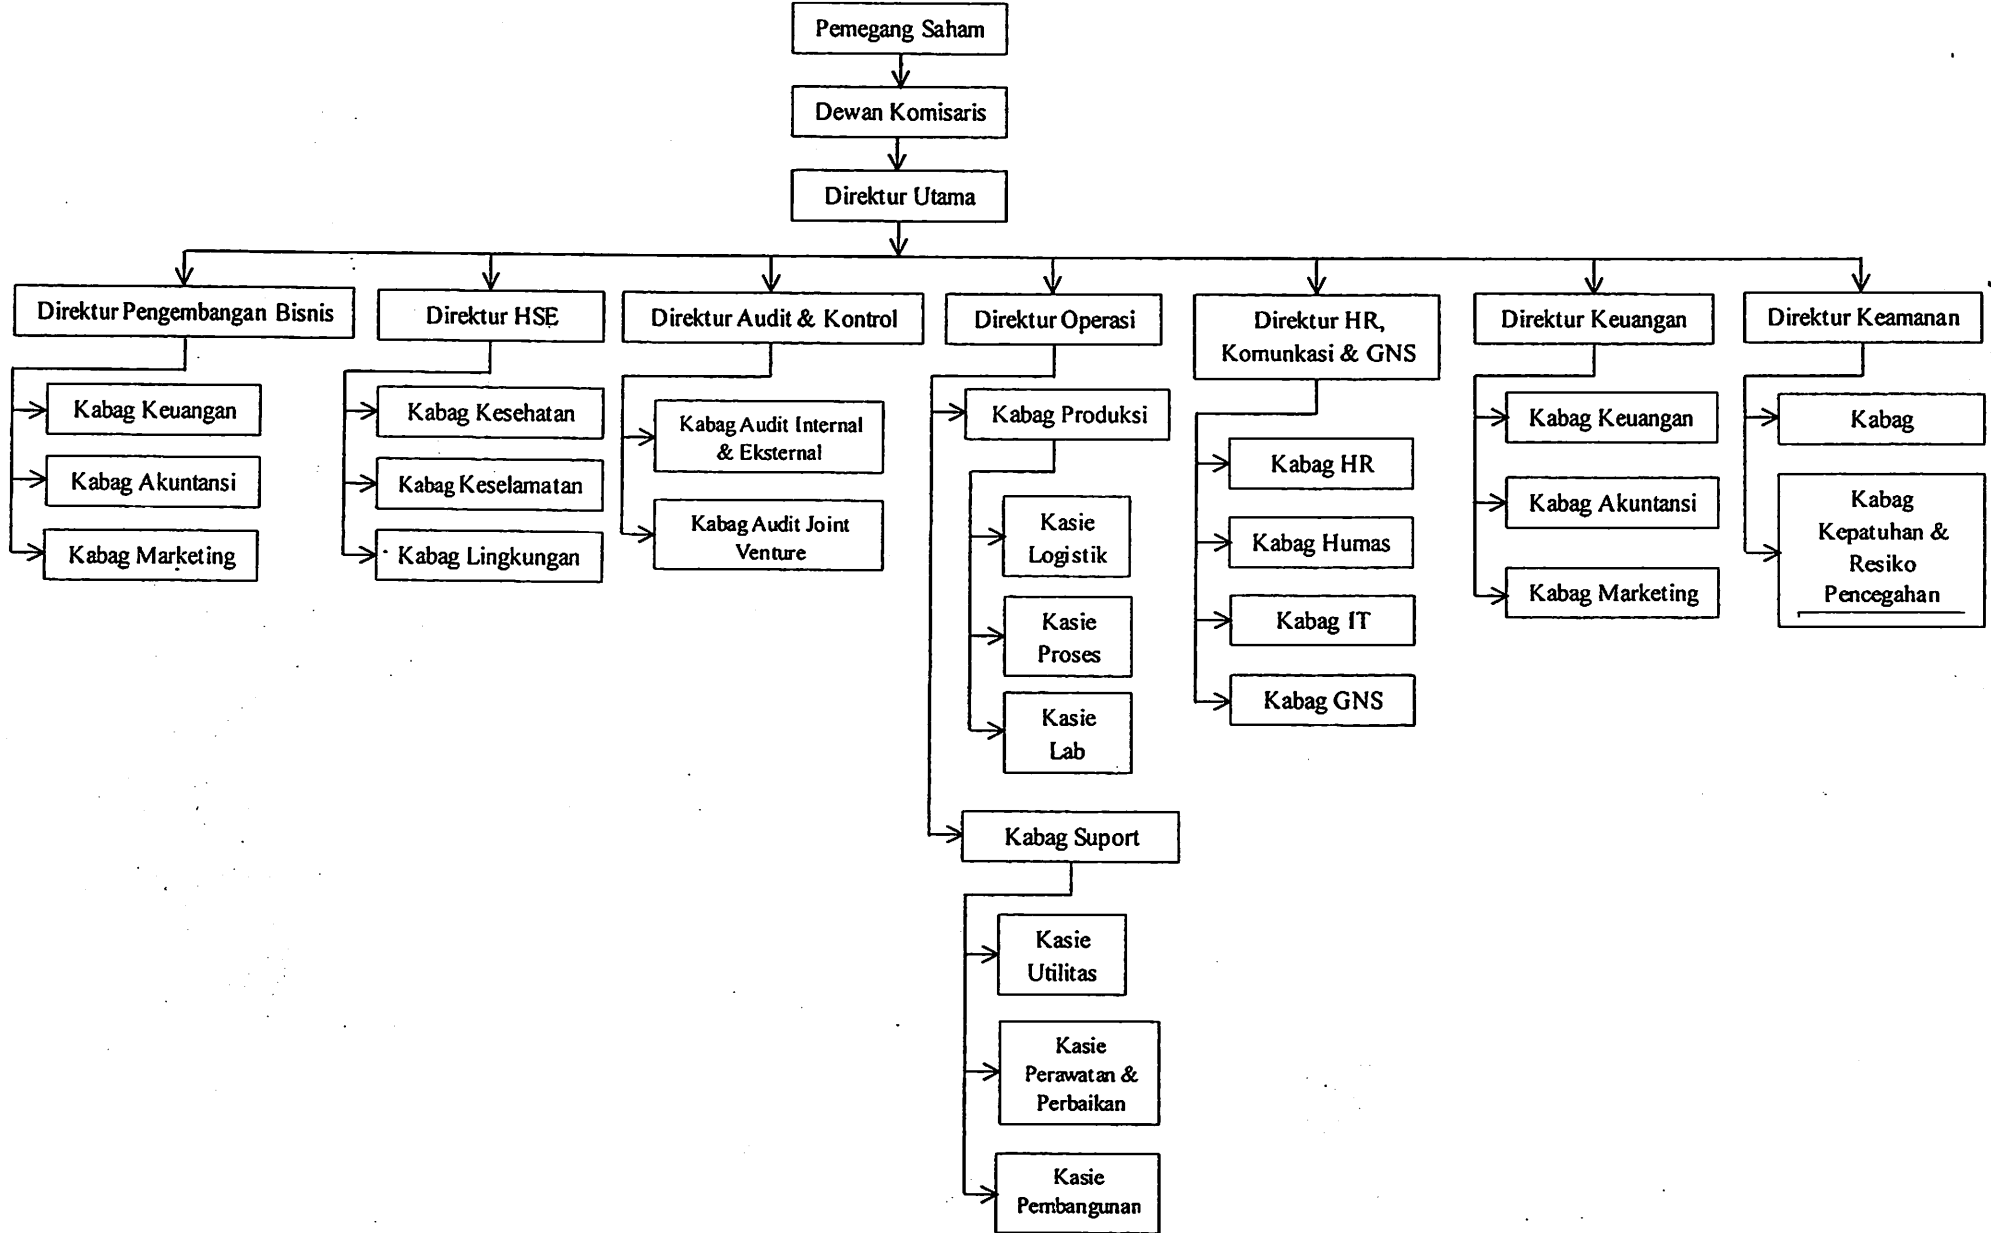 Pemegang Saham
Dewan Komisaris
Direktur Utama
Direktur Pengembangan Bisnis
Kabag Keuangan
Kabag Akuntansi
Kabag Marketing
Direktur HSE
Kabag Kesehatan
Kabag Keselamatan
Kabag Lingkungan
Direktur Audit & Kontrol
Kabag Audit Internal
& Eksternal
Kabag Audit Joint
Venture
Direktur Operasi
Kabag Produksi
Kasie
Logistik
Kasie
Proses
Kasie
Lab
Kabag Suport
Kasie
Utilitas
Kasie
Perawatan &
Perbaikan
Kasie
Pembangunan
Direktur HR,
Komunkasi & GNS
Kabag HR
Kabag Humas
Kabag IT
Kabag GNS
Direktur Keuangan
Kabag Keuangan
Kabag Akuntansi
Kabag Marketing
Direktur Keamanan
Kabag
Kabag
Kepatuhan &
Resiko
Pencegahan